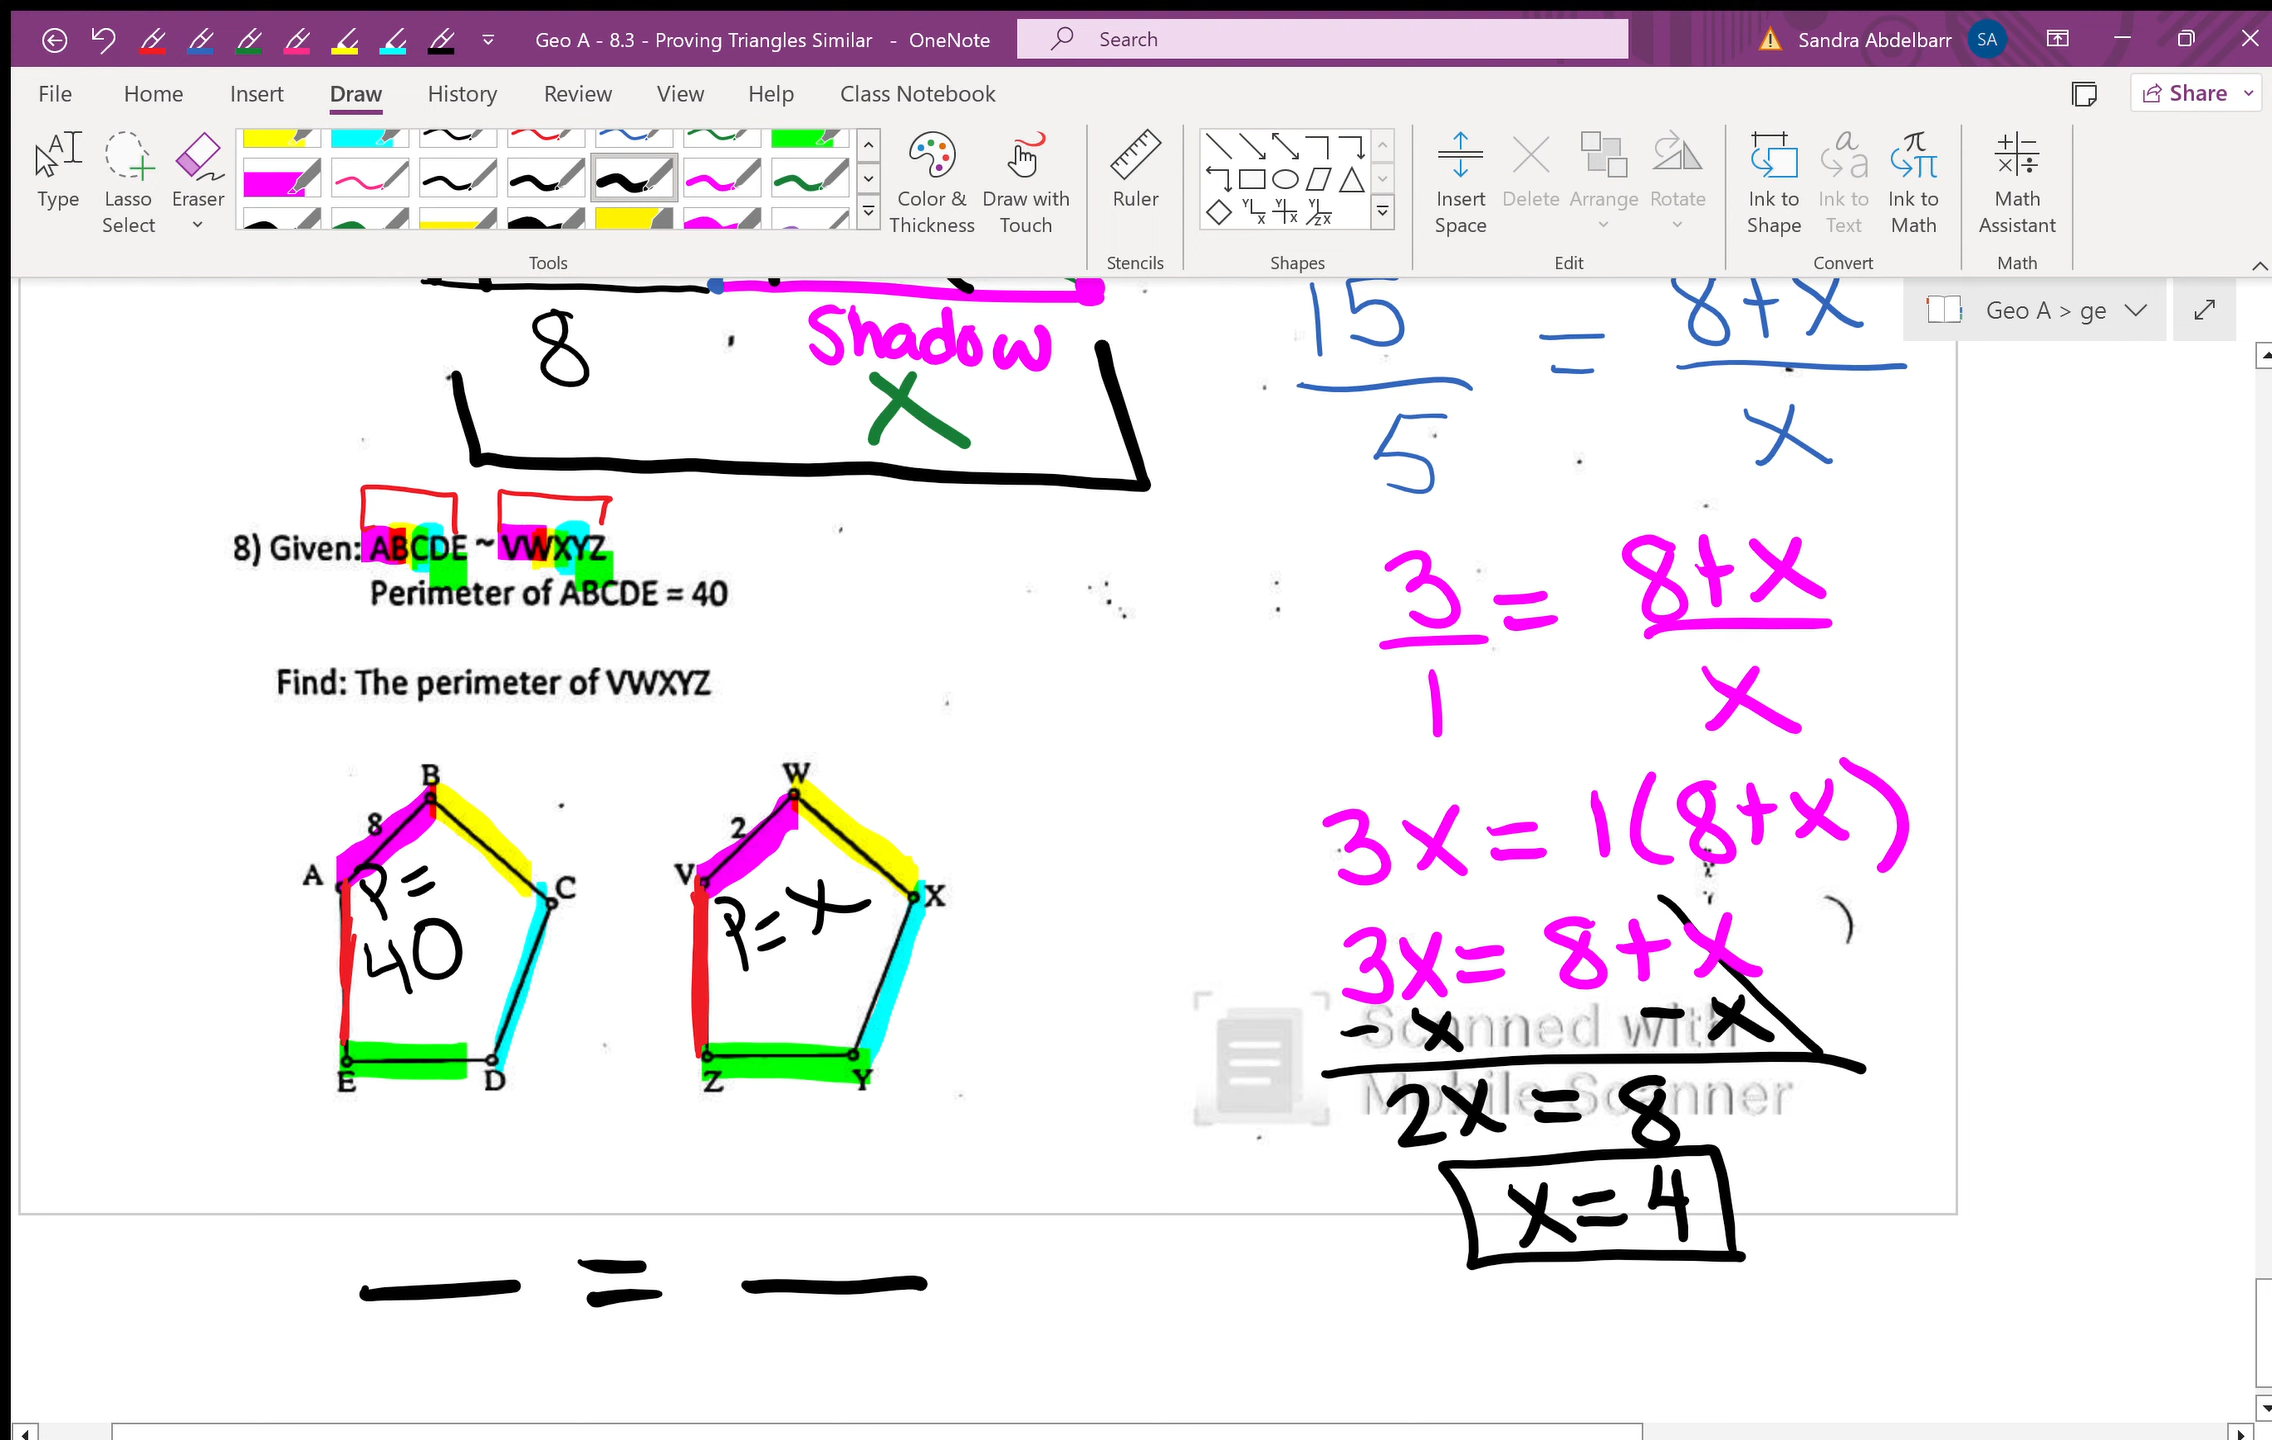 Geo A - 8.3 - Proving Triangles Similar - OneNote
Search
Sandra Abdelbarr SA
File Home Insert Draw History Review View Help Class Notebook Share
Type
Lasso Select
Eraser
Color & Thickness
Draw with Touch
Ruler
Insert Space
Delete
Arrange
Rotate
Ink to Shape
Ink to Text
Ink to Math
Math Assistant
Tools
Stencils
Shapes
Edit
Convert
Math
Geo A > ge
8
Shadow
X
15 = 8+X
5 x
8) Given: ABCDE ~ VWXYZ
Perimeter of ABCDE = 40
Find: The perimeter of VWXYZ
B
8
A
C
P=
40
E
D
W
2
V
X
P=x
Z
Y
3 = 8+X
1 x
3x=1(8+x)
3x=8+x
-x -x
2x=8
x=4
Scanned with
Mobile Scanner
=